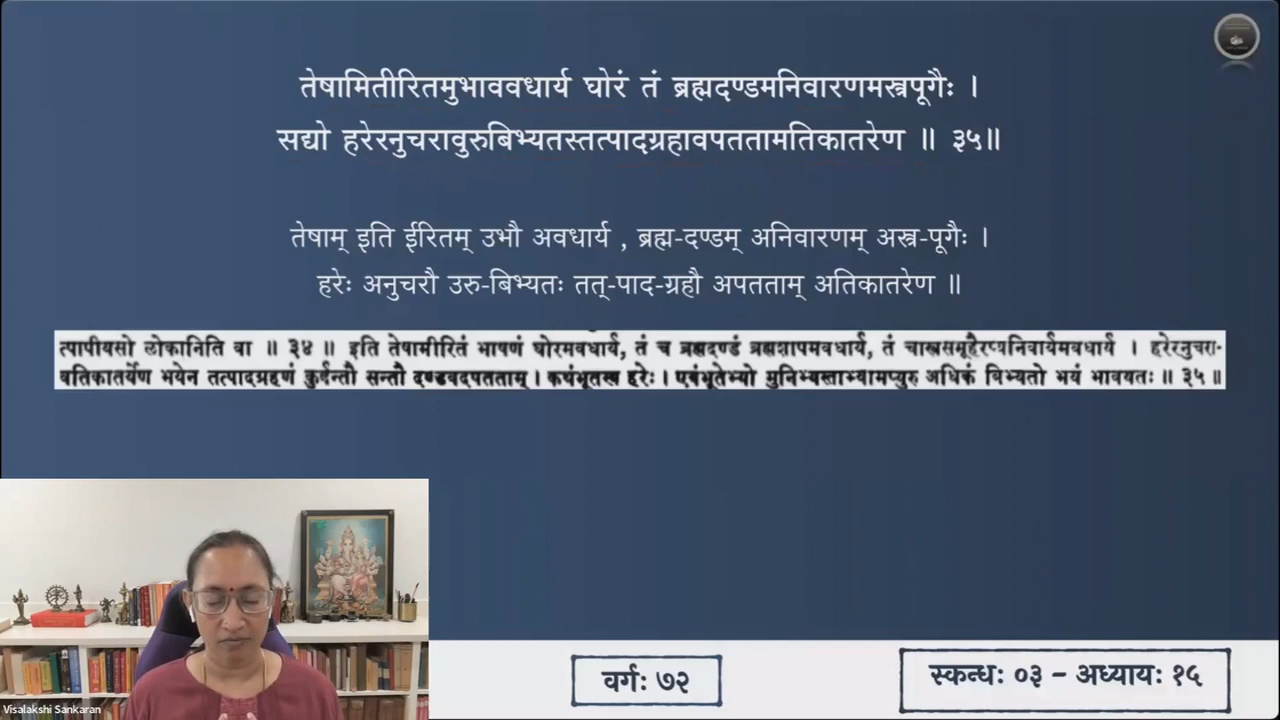 तेषामितीरितमुभाववधार्य घोरं तं ब्रह्मदण्डमनिवारणमस्त्रपूगैः ।
सद्यो हरेरनुचरावुरुबिभ्यतस्तत्पादग्रहावपततामतिकातरेण ॥ ३५॥
तेषाम् इति ईरितम् उभौ अवधार्य , ब्रह्म-दण्डम् अनिवारणम् अस्त्र-पूगैः ।
हरेः अनुचरौ उरु-बिभ्यतः तत्-पाद-ग्रहौ अपतताम् अतिकातरेण ॥
त्पापीयसो लोकानिति वा ॥ ३४ ॥ इति तेषामीरितं भाषणं घोरमवधार्य, तं च ब्रह्मदण्डं ब्रह्मशापमवधार्य, तं चास्त्रसमूहैरप्यनिवार्यमवधार्य । हरेरनुचरा-
वतिकातर्येण भयेन तत्पादग्रहणं कुर्वन्तौ सन्तौ दण्डवदपतताम् । कथंभूतस्य हरेः । एवंभूतेभ्यो मुनिभ्यस्ताभ्यामप्युरु अधिकं बिभ्यतो भयं भावयतः ॥ ३५ ॥
Visalakshi Sankaran
वर्गः ७२
स्कन्धः ०३ – अध्यायः १५